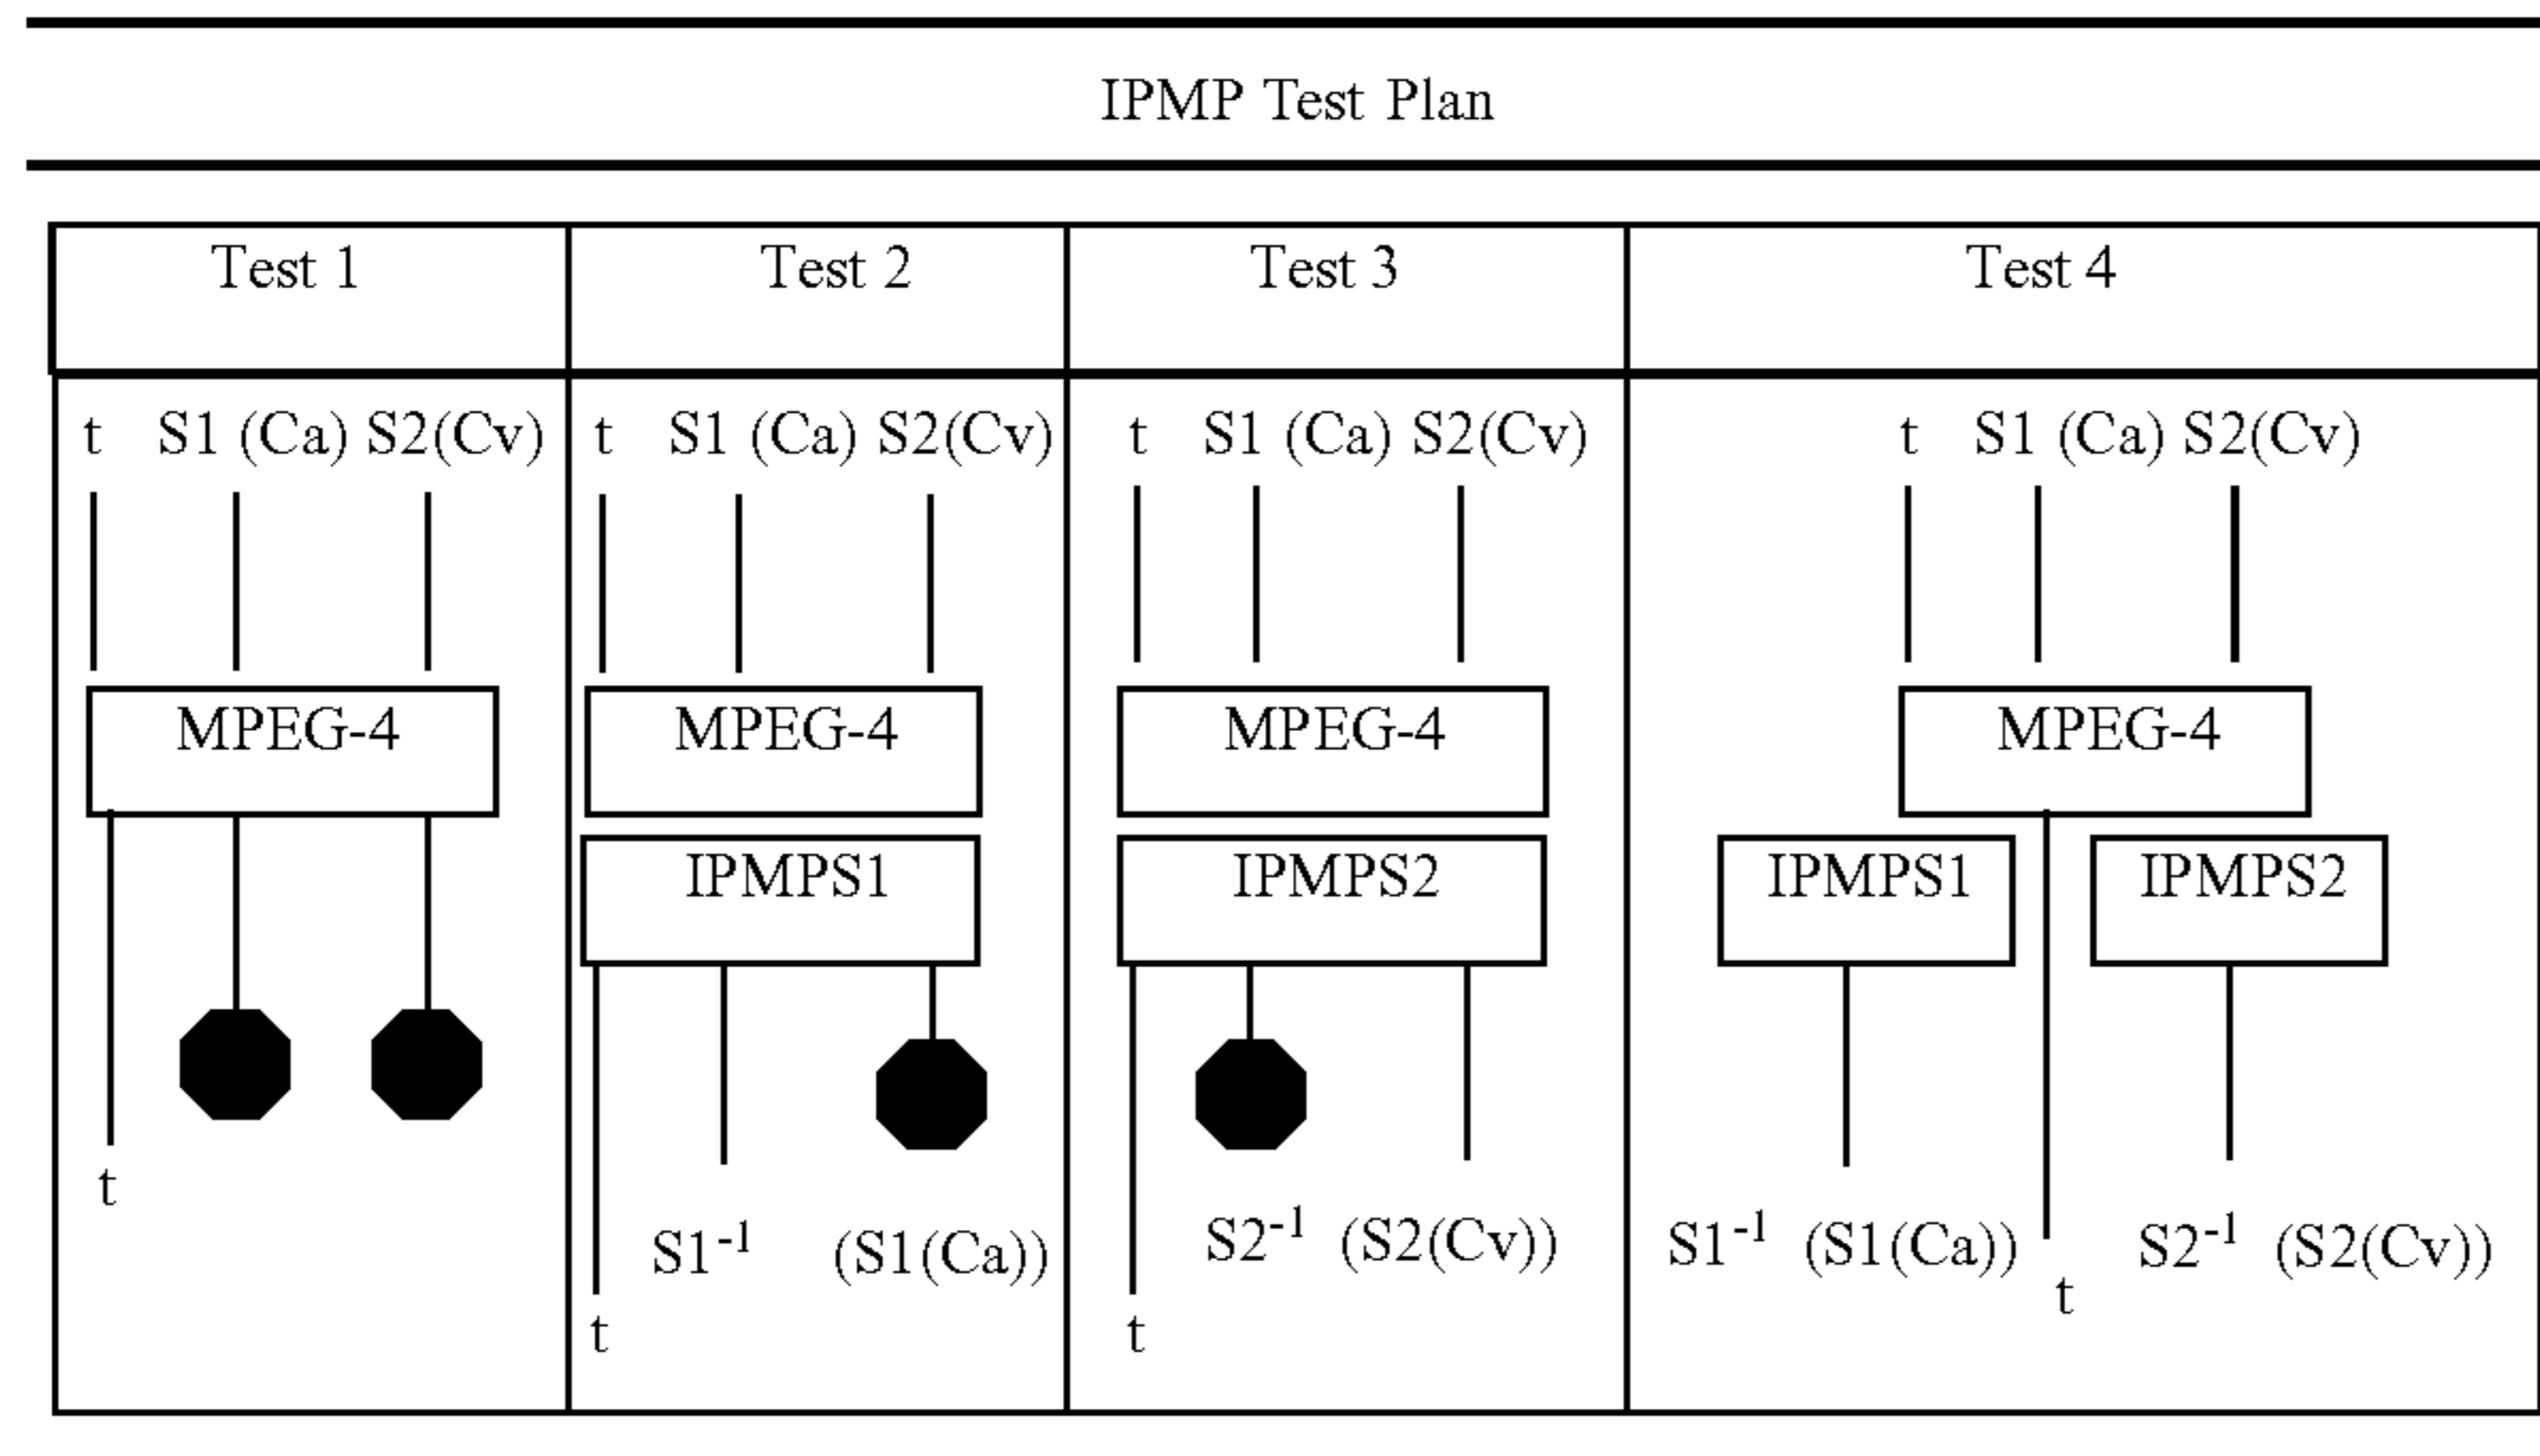 IPMP Test Plan
Test 1
Test 2
Test 3
Test 4
t S1 (Ca) S2(Cv)
t S1 (Ca) S2(Cv)
t S1 (Ca) S2(Cv)
t S1 (Ca) S2(Cv)
MPEG-4
MPEG-4
MPEG-4
MPEG-4
IPMPS1
IPMPS2
IPMPS1
IPMPS2
t
S1⁻¹ (S1(Ca))
t
S2⁻¹ (S2(Cv))
t
S1⁻¹ (S1(Ca))
t
S2⁻¹ (S2(Cv))